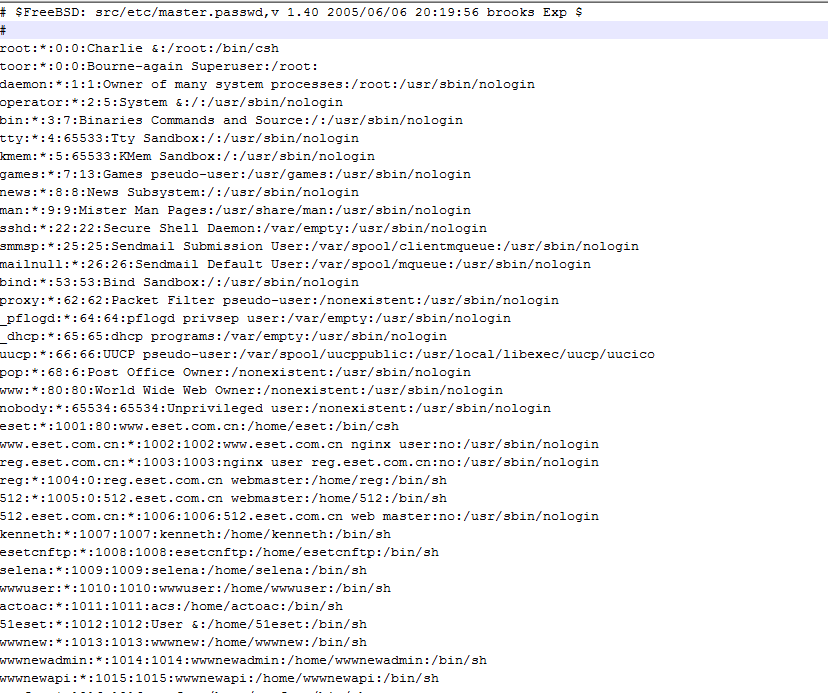 # $FreeBSD: src/etc/master.passwd,v 1.40 2005/06/06 20:19:56 brooks Exp $
#
root:*:0:0:Charlie &:/root:/bin/csh
toor:*:0:0:Bourne-again Superuser:/root:
daemon:*:1:1:Owner of many system processes:/root:/usr/sbin/nologin
operator:*:2:5:System &:/:/usr/sbin/nologin
bin:*:3:7:Binaries Commands and Source:/:/usr/sbin/nologin
tty:*:4:65533:Tty Sandbox:/:/usr/sbin/nologin
kmem:*:5:65533:KMem Sandbox:/:/usr/sbin/nologin
games:*:7:13:Games pseudo-user:/usr/games:/usr/sbin/nologin
news:*:8:8:News Subsystem:/:/usr/sbin/nologin
man:*:9:9:Mister Man Pages:/usr/share/man:/usr/sbin/nologin
sshd:*:22:22:Secure Shell Daemon:/var/empty:/usr/sbin/nologin
smmsp:*:25:25:Sendmail Submission User:/var/spool/clientmqueue:/usr/sbin/nologin
mailnull:*:26:26:Sendmail Default User:/var/spool/mqueue:/usr/sbin/nologin
bind:*:53:53:Bind Sandbox:/:/usr/sbin/nologin
proxy:*:62:62:Packet Filter pseudo-user:/nonexistent:/usr/sbin/nologin
_pflogd:*:64:64:pflogd privsep user:/var/empty:/usr/sbin/nologin
_dhcp:*:65:65:dhcp programs:/var/empty:/usr/sbin/nologin
uucp:*:66:66:UUCP pseudo-user:/var/spool/uucppublic:/usr/local/libexec/uucp/uucico
pop:*:68:6:Post Office Owner:/nonexistent:/usr/sbin/nologin
www:*:80:80:World Wide Web Owner:/nonexistent:/usr/sbin/nologin
nobody:*:65534:65534:Unprivileged user:/nonexistent:/usr/sbin/nologin
eset:*:1001:80:www.eset.com.cn:/home/eset:/bin/csh
www.eset.com.cn:*:1002:1002:www.eset.com.cn nginx user:no:/usr/sbin/nologin
reg.eset.com.cn:*:1003:1003:nginx user reg.eset.com.cn:no:/usr/sbin/nologin
reg:*:1004:0:reg.eset.com.cn webmaster:/home/reg:/bin/sh
512:*:1005:0:512.eset.com.cn webmaster:/home/512:/bin/sh
512.eset.com.cn:*:1006:1006:512.eset.com.cn web master:no:/usr/sbin/nologin
kenneth:*:1007:1007:kenneth:/home/kenneth:/bin/sh
esetcnftp:*:1008:1008:esetcnftp:/home/esetcnftp:/bin/sh
selena:*:1009:1009:selena:/home/selena:/bin/sh
wwwuser:*:1010:1010:wwwuser:/home/wwwuser:/bin/sh
actoac:*:1011:1011:acs:/home/actoac:/bin/sh
51eset:*:1012:1012:User &:/home/51eset:/bin/sh
wwwnew:*:1013:1013:wwwnew:/home/wwwnew:/bin/sh
wwwnewadmin:*:1014:1014:wwwnewadmin:/home/wwwnewadmin:/bin/sh
wwwnewapi:*:1015:1015:wwwnewapi:/home/wwwnewapi:/bin/sh